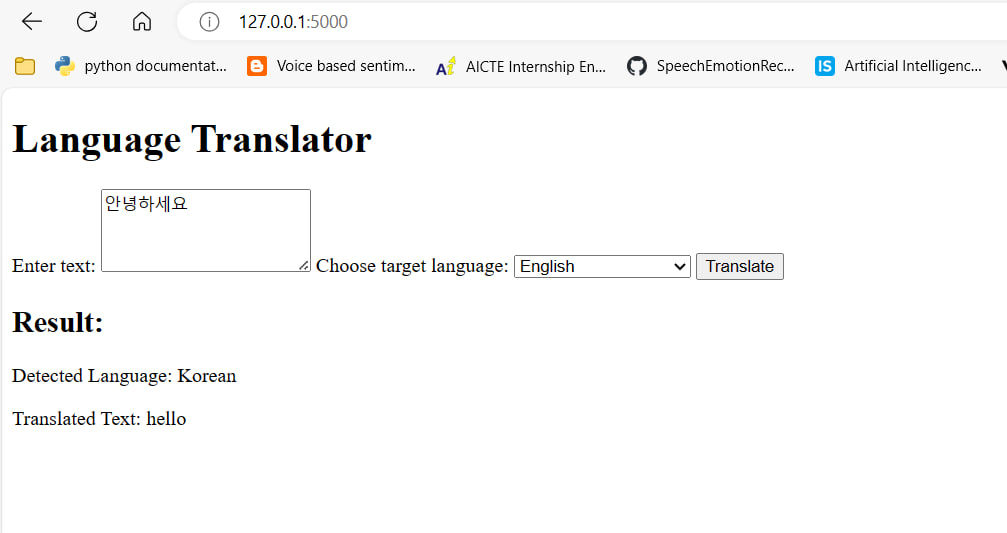 127.0.0.1:5000
python documentat... Voice based sentim... AICTE Internship En... SpeechEmotionRec... IS Artificial Intelligenc...
Language Translator
안녕하세요
Enter text: Choose target language: English Translate
Result:
Detected Language: Korean
Translated Text: hello